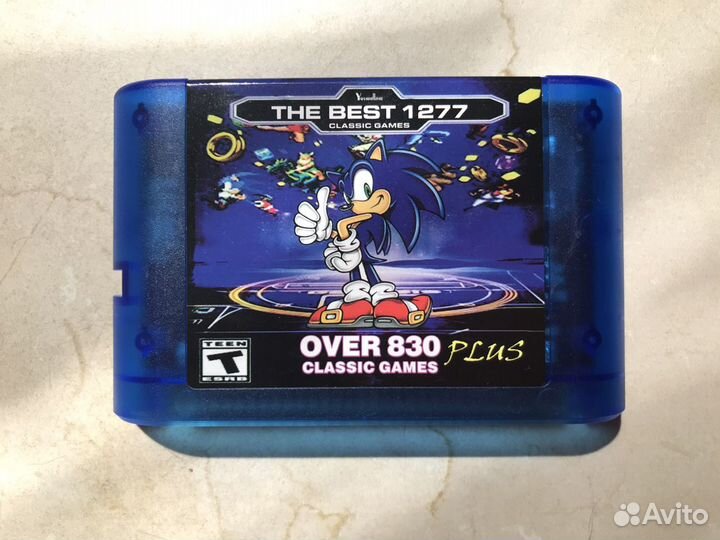 THE BEST 1277
CLASSIC GAMES
OVER 830 PLUS
CLASSIC GAMES
TEEN
T
ESRB
Avito